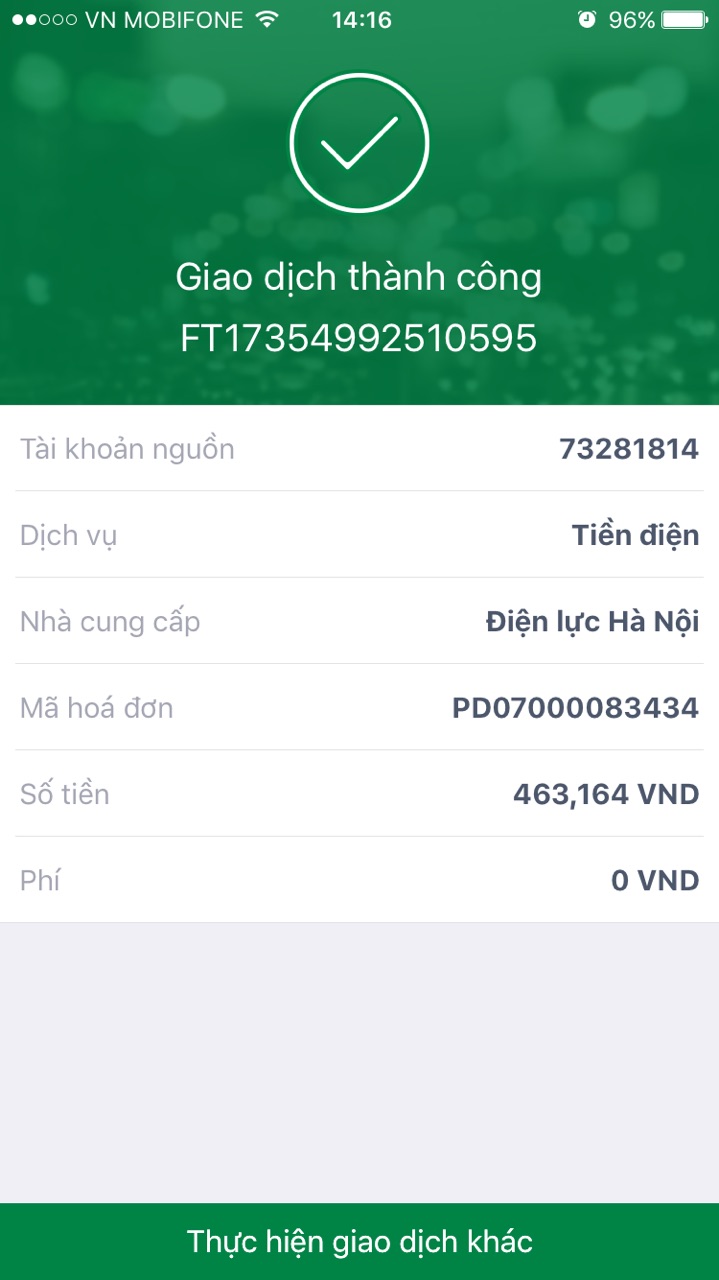 VN MOBIFONE 14:16 96%
Giao dịch thành công
FT17354992510595
Tài khoản nguồn 73281814
Dịch vụ Tiền điện
Nhà cung cấp Điện lực Hà Nội
Mã hoá đơn PD07000083434
Số tiền 463,164 VND
Phí 0 VND
Thực hiện giao dịch khác